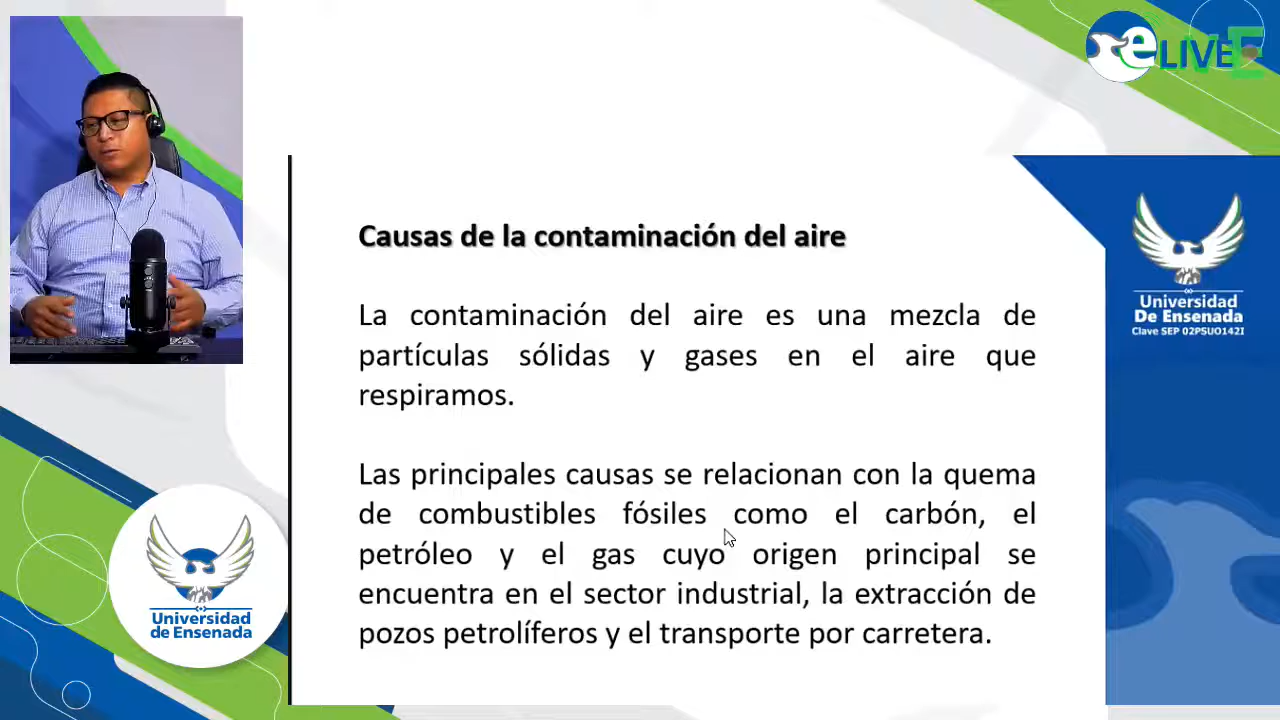 e LIVE E
Causas de la contaminación del aire
La contaminación del aire es una mezcla de
partículas sólidas y gases en el aire que
respiramos.
Las principales causas se relacionan con la quema
de combustibles fósiles como el carbón, el
petróleo y el gas cuyo origen principal se
encuentra en el sector industrial, la extracción de
pozos petrolíferos y el transporte por carretera.
Universidad
De Ensenada
Clave SEP 02PSU0142I
Universidad
de Ensenada